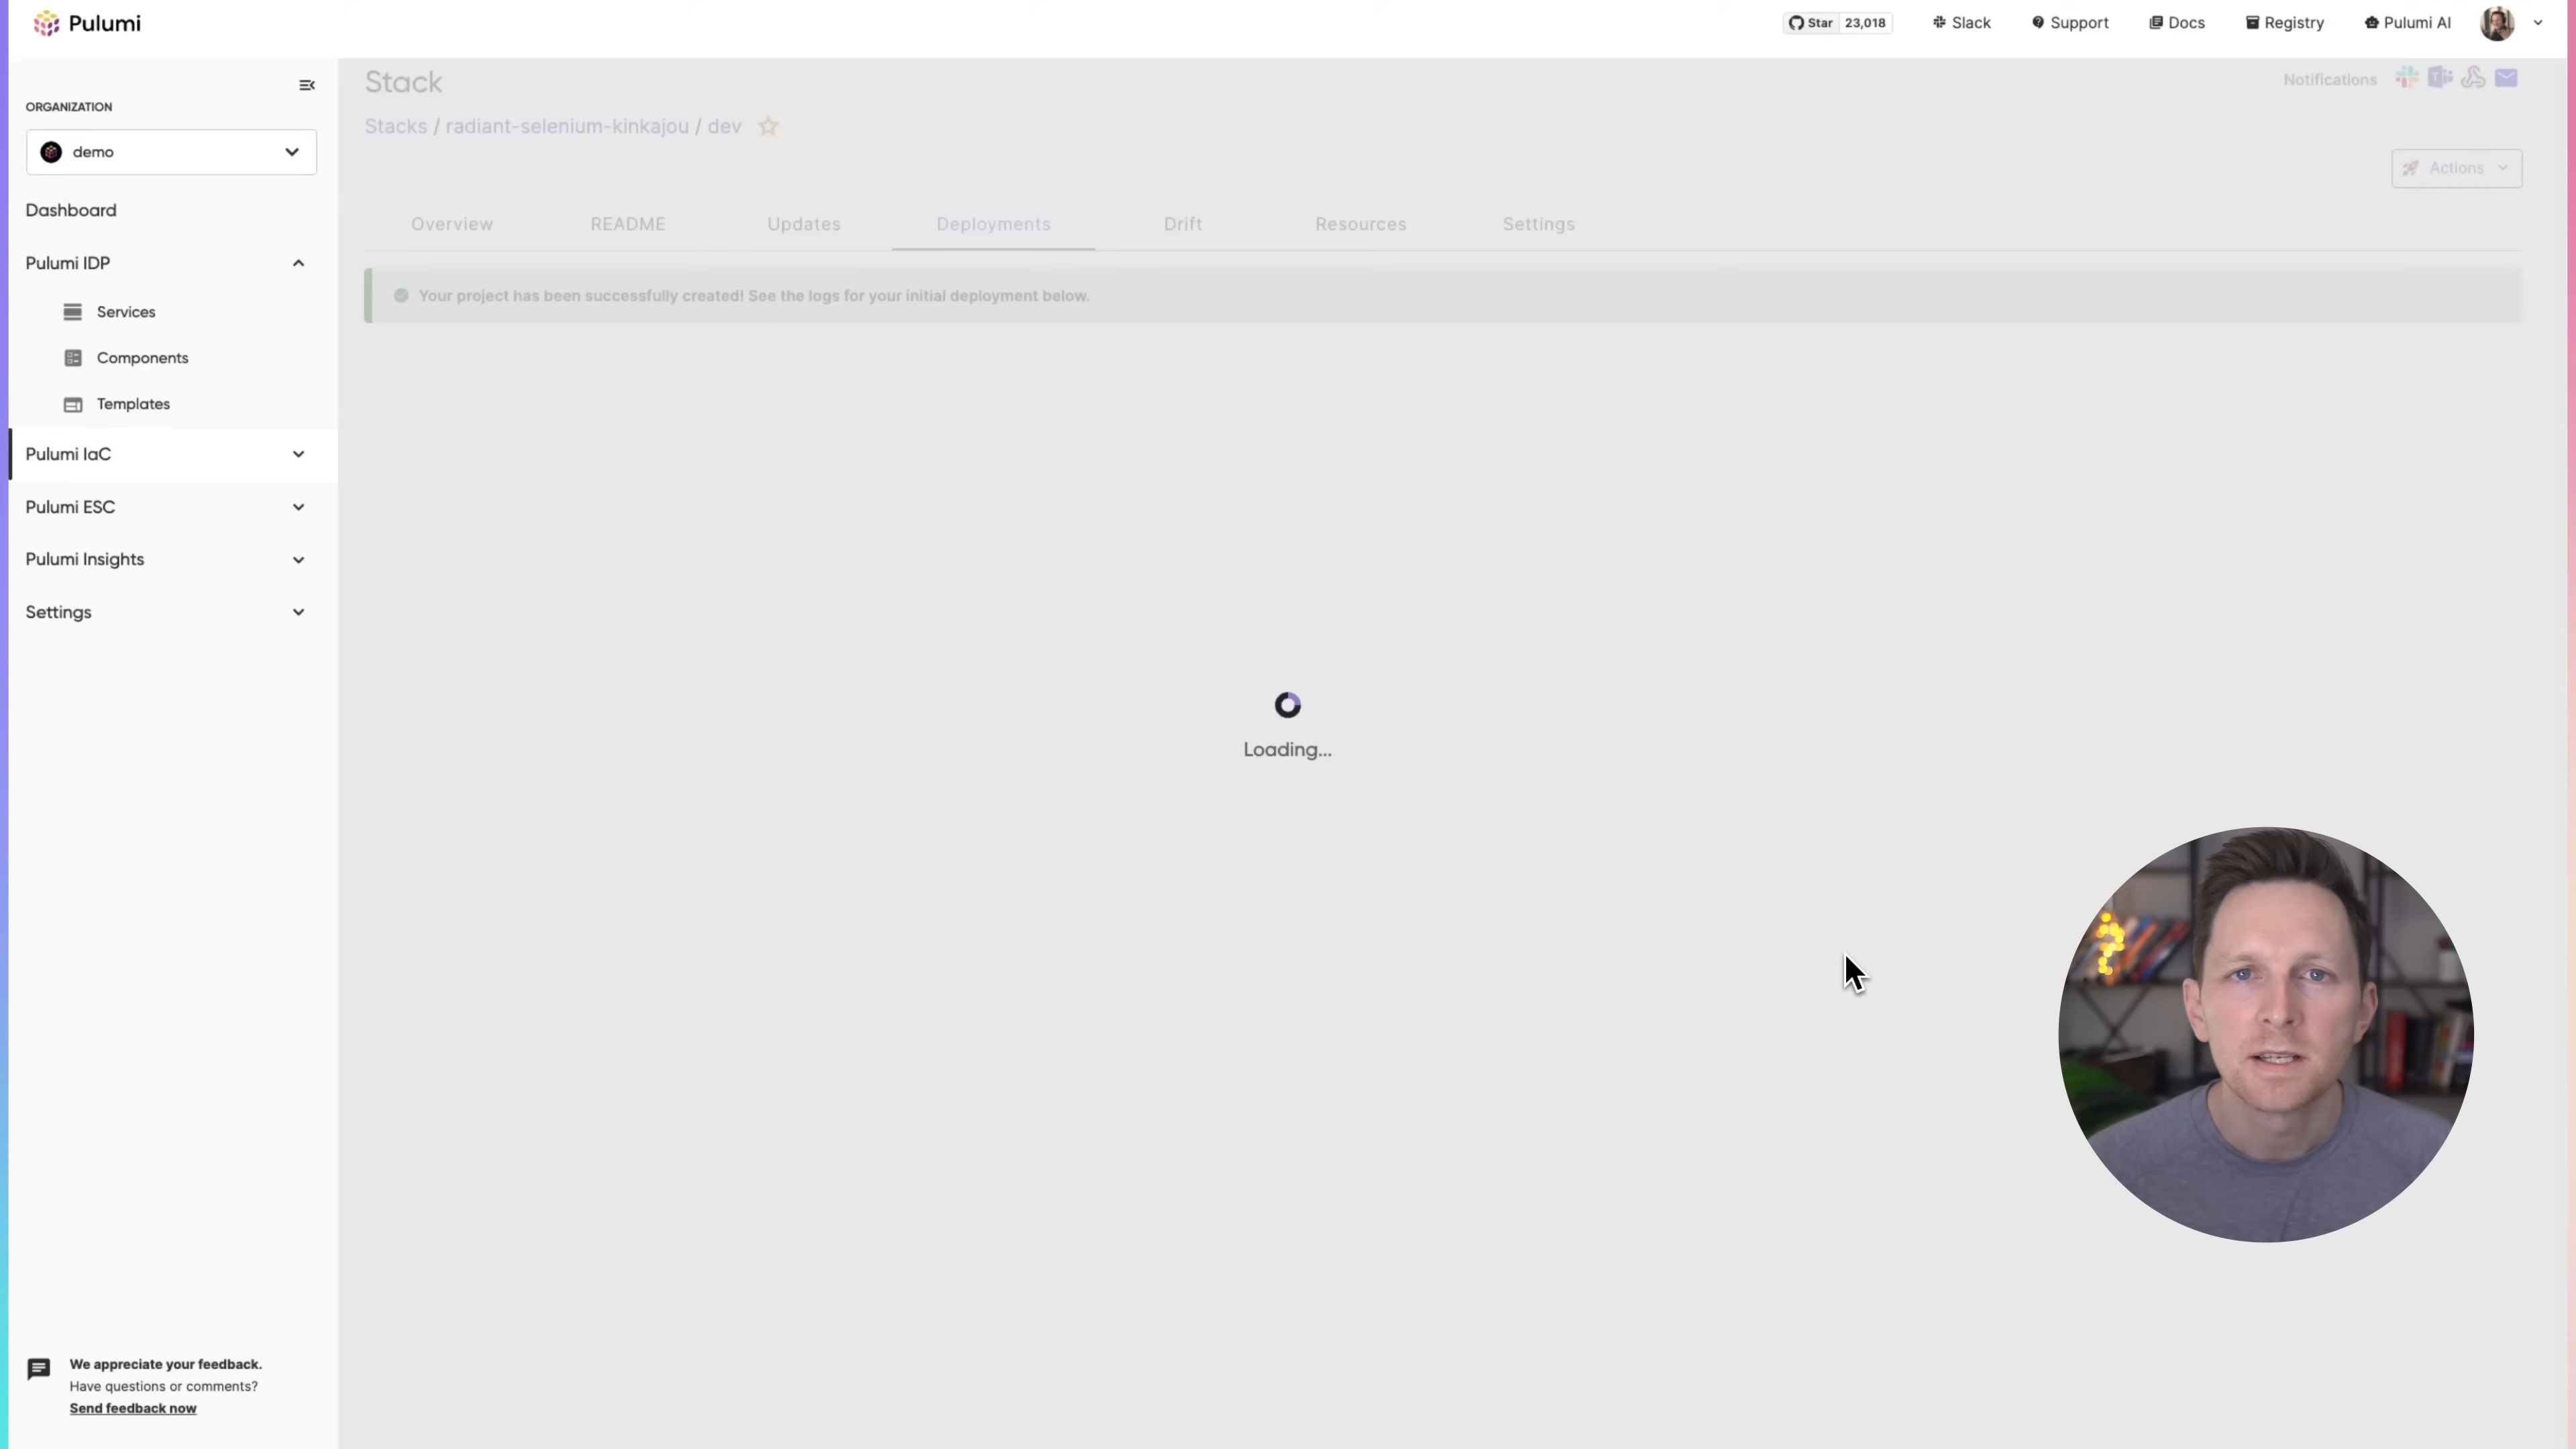 Pulumi
Star 23,018
Slack
Support
Docs
Registry
Pulumi AI
ORGANIZATION
demo
Dashboard
Pulumi IDP
Services
Components
Templates
Pulumi IaC
Pulumi ESC
Pulumi Insights
Settings
Stack
Notifications
Stacks / radiant-selenium-kinkajou / dev
Actions
Overview
README
Updates
Deployments
Drift
Resources
Settings
Your project has been successfully created! See the logs for your initial deployment below.
Loading...
We appreciate your feedback.
Have questions or comments?
Send feedback now